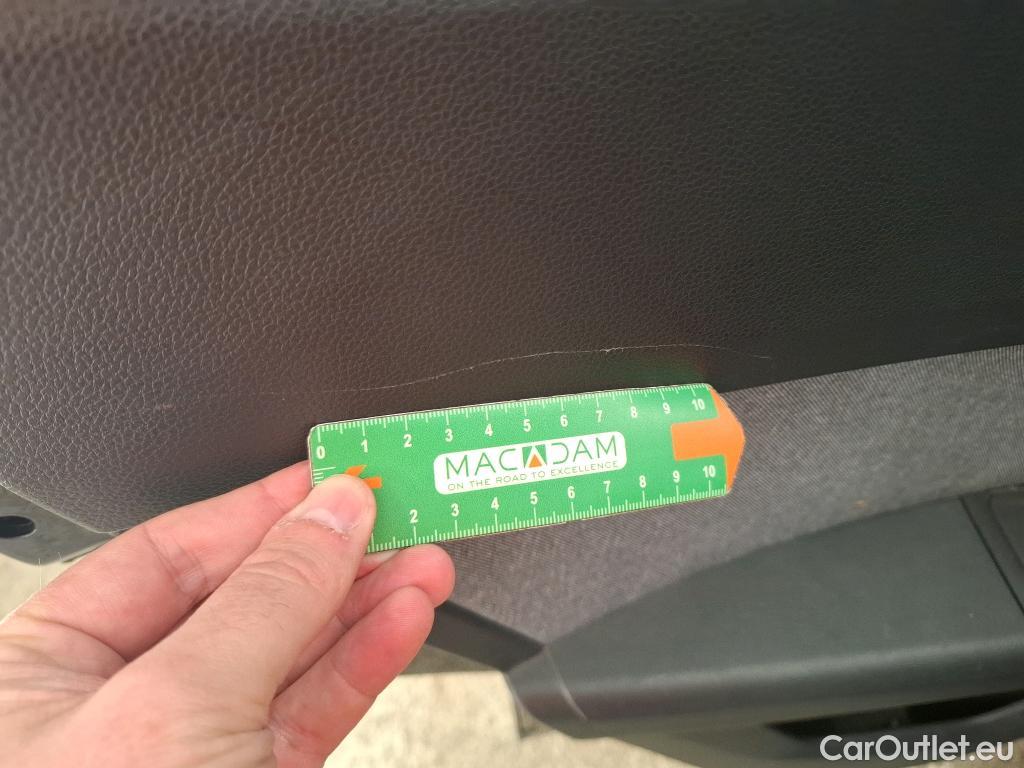 0 1 2 3 4 5 6 7 8 9 10
MACADAM
ON THE ROAD TO EXCELLENCE
2 3 4 5 6 7 8 9 10
CarOutlet.eu